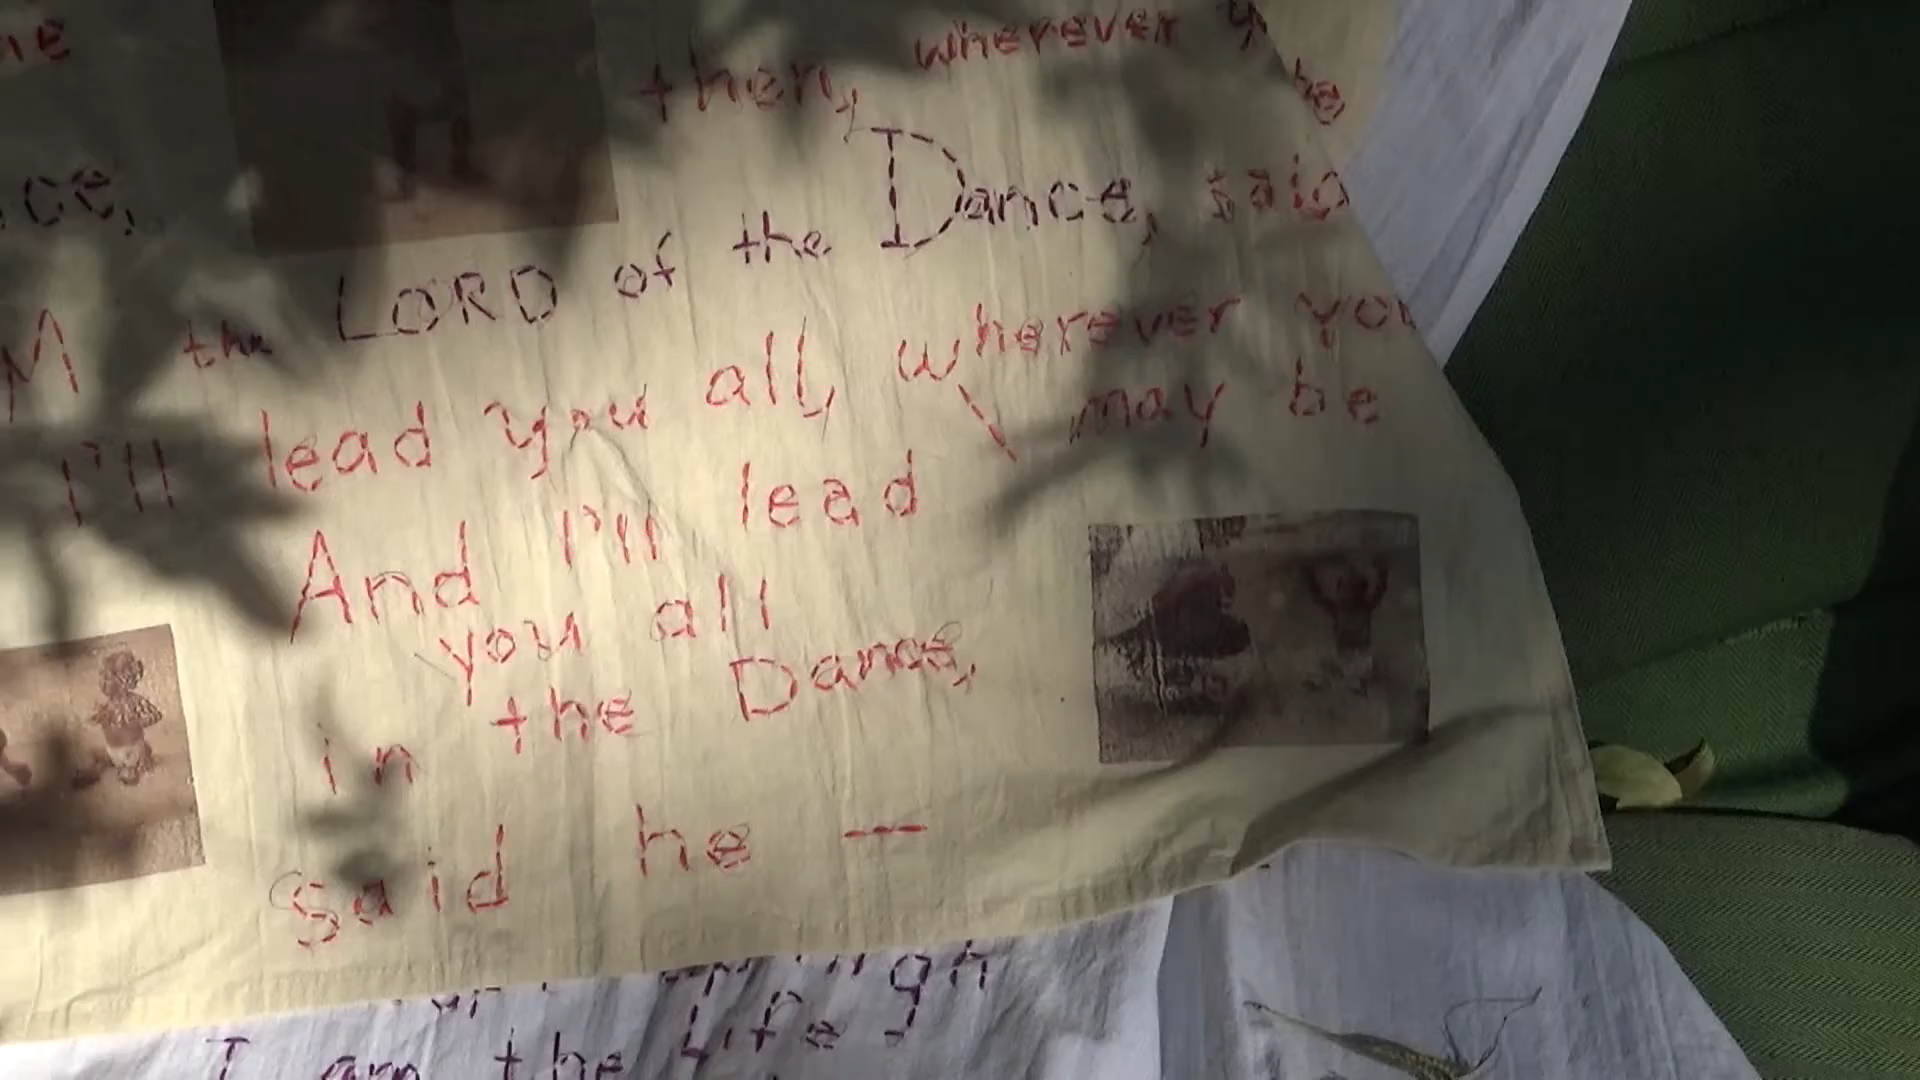 then, wherever
be
ce,
the LORD of the Dance, said
I'll lead you all, wherever you
may be
And I'll lead
you all
in the Dance,
said he —
I am the life